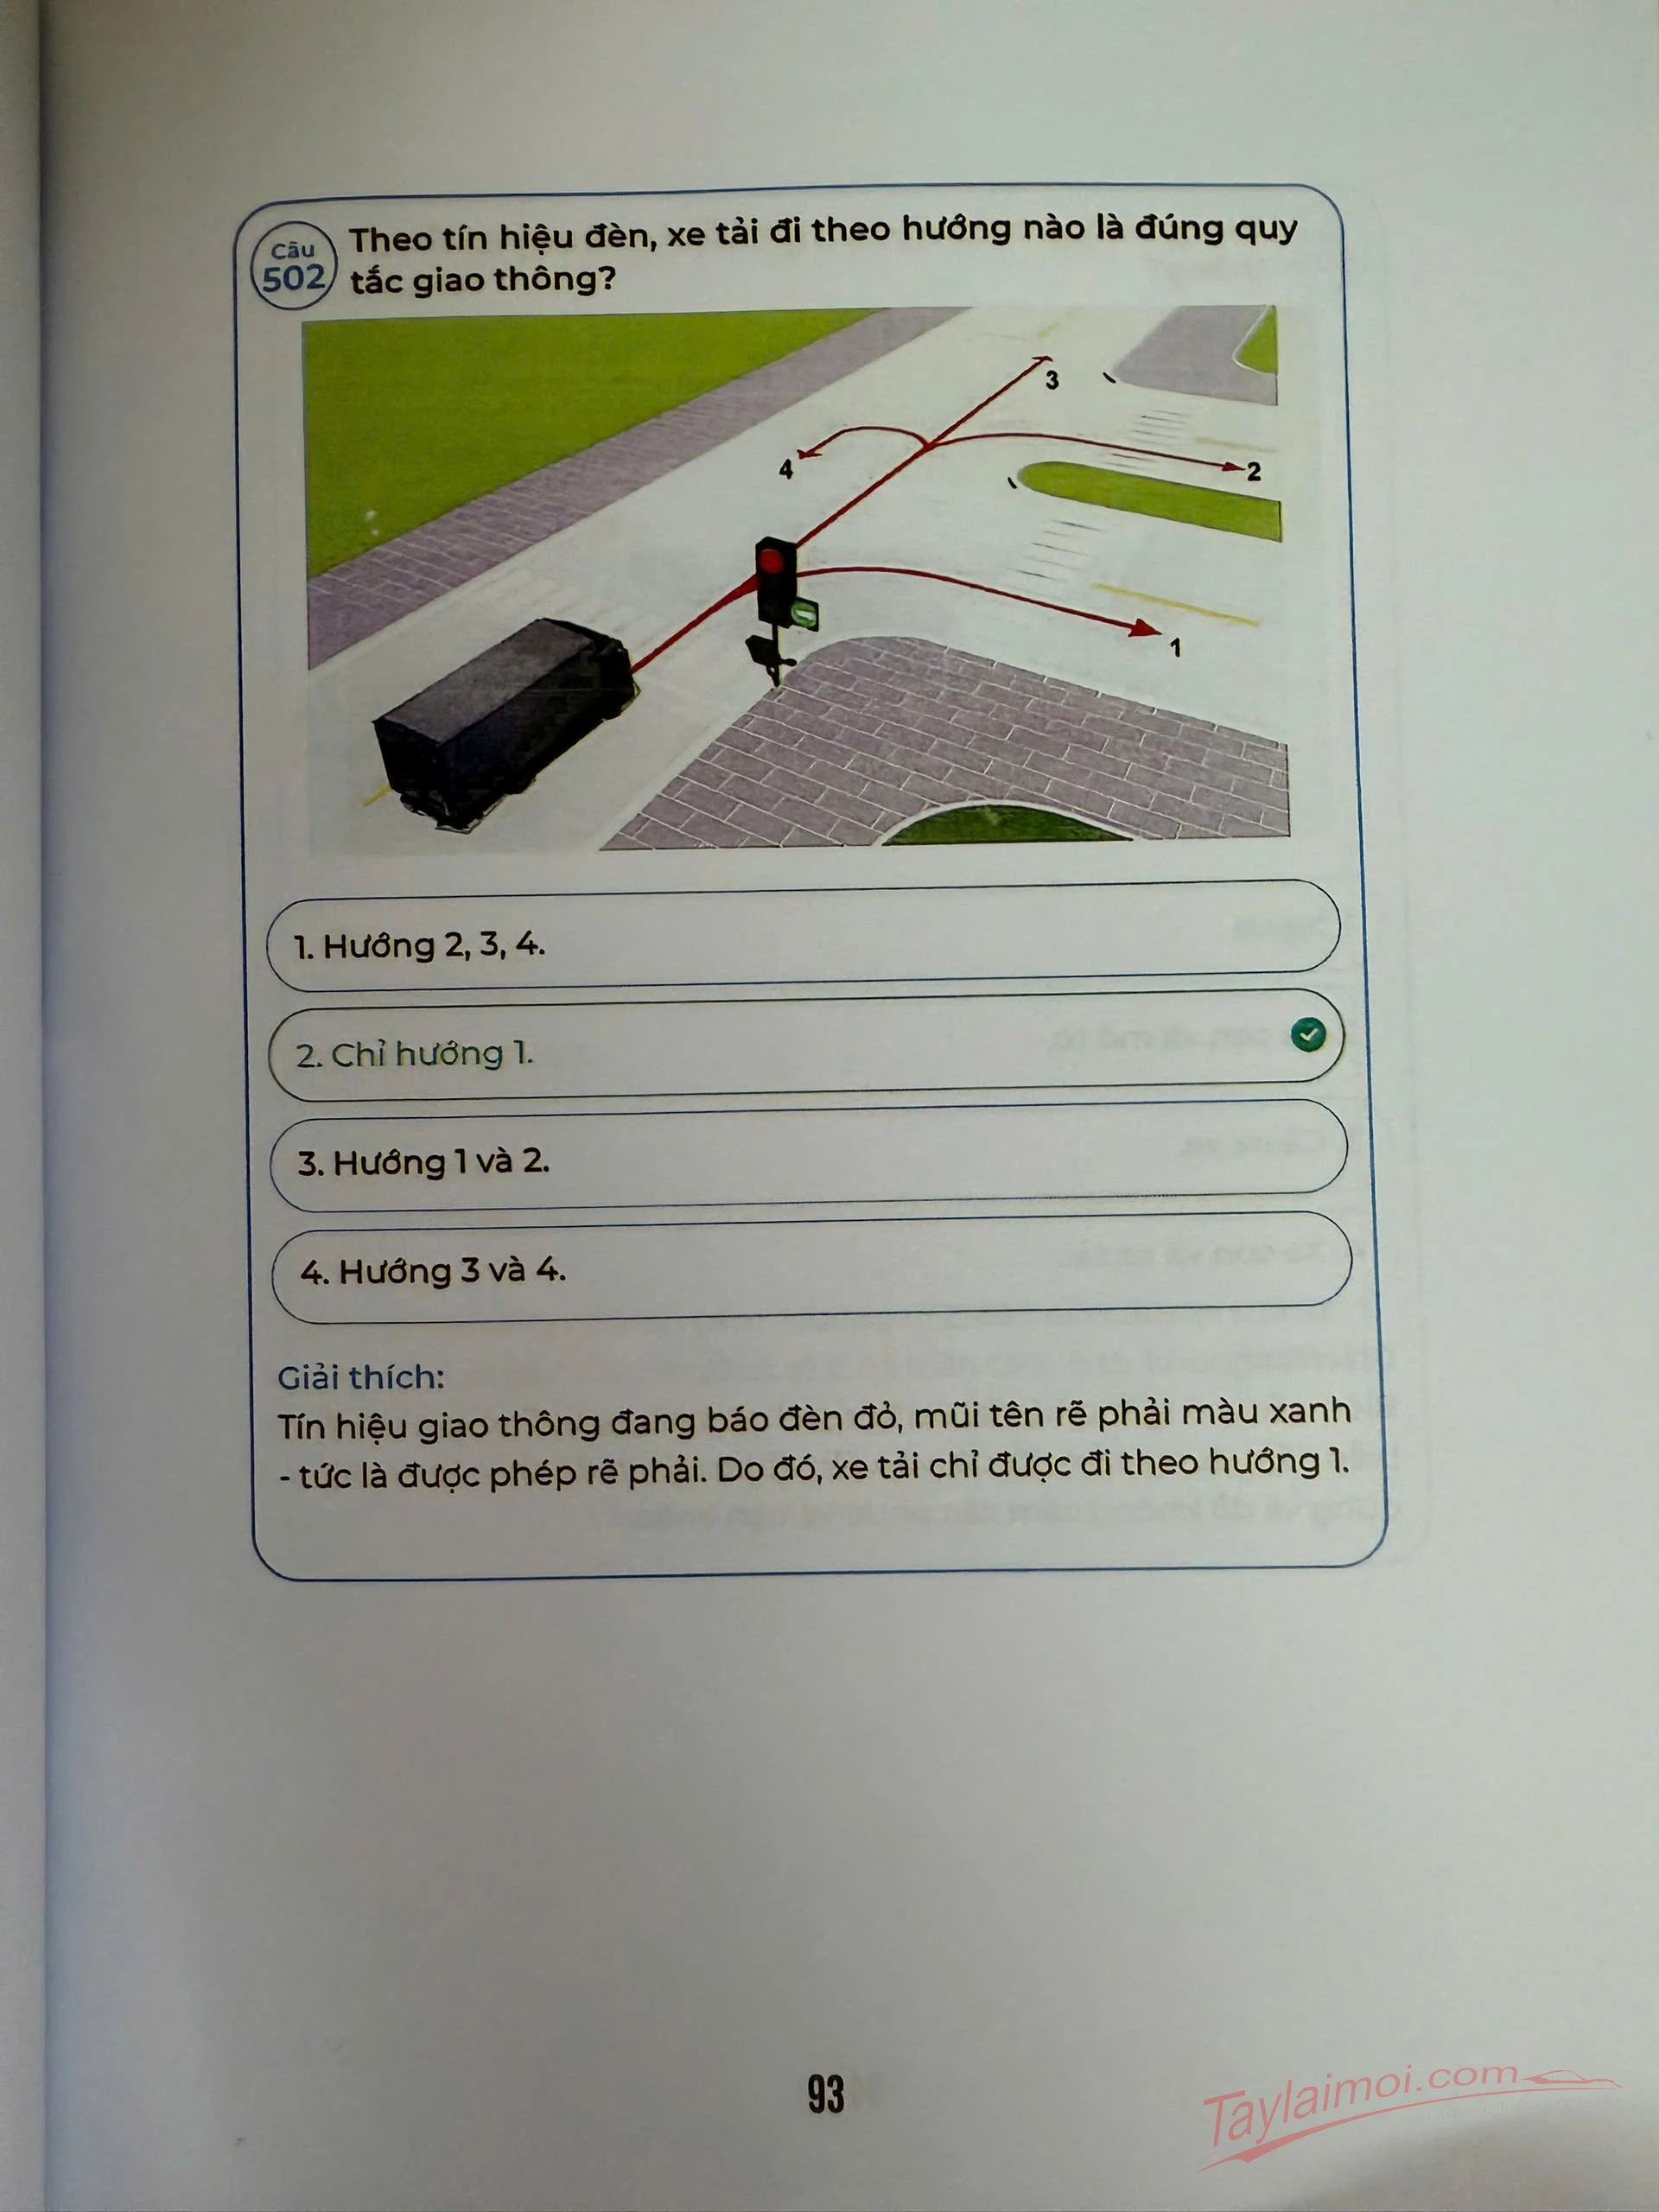 Câu
502
Theo tín hiệu đèn, xe tải đi theo hướng nào là đúng quy
tắc giao thông?
3
4
2
1
1. Hướng 2, 3, 4.
2. Chỉ hướng 1.
3. Hướng 1 và 2.
4. Hướng 3 và 4.
Giải thích:
Tín hiệu giao thông đang báo đèn đỏ, mũi tên rẽ phải màu xanh
- tức là được phép rẽ phải. Do đó, xe tải chỉ được đi theo hướng 1.
93
Taylaimoi.com